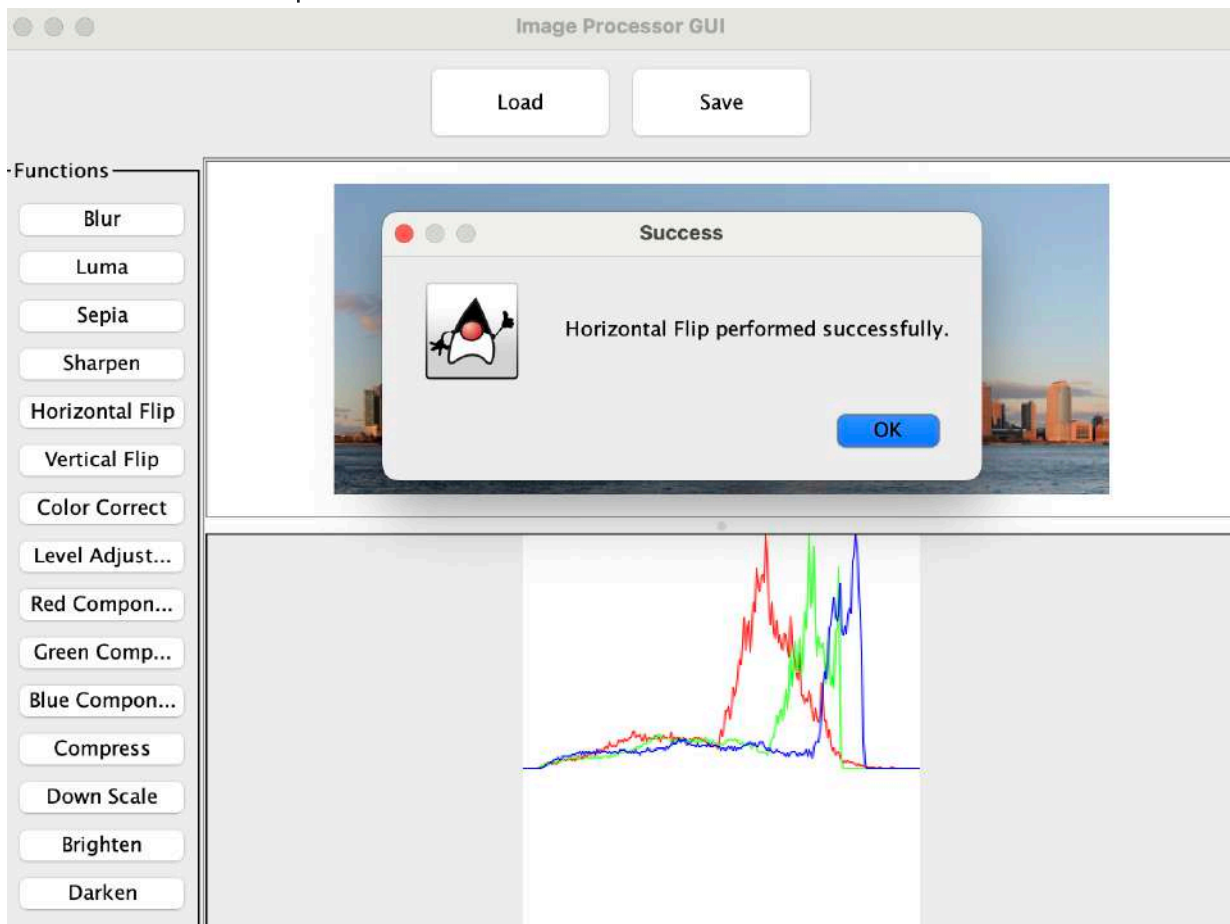 Image Processor GUI
Load
Save
Functions
Blur
Luma
Sepia
Sharpen
Horizontal Flip
Vertical Flip
Color Correct
Level Adjust...
Red Compon...
Green Comp...
Blue Compon...
Compress
Down Scale
Brighten
Darken
Success
Horizontal Flip performed successfully.
OK